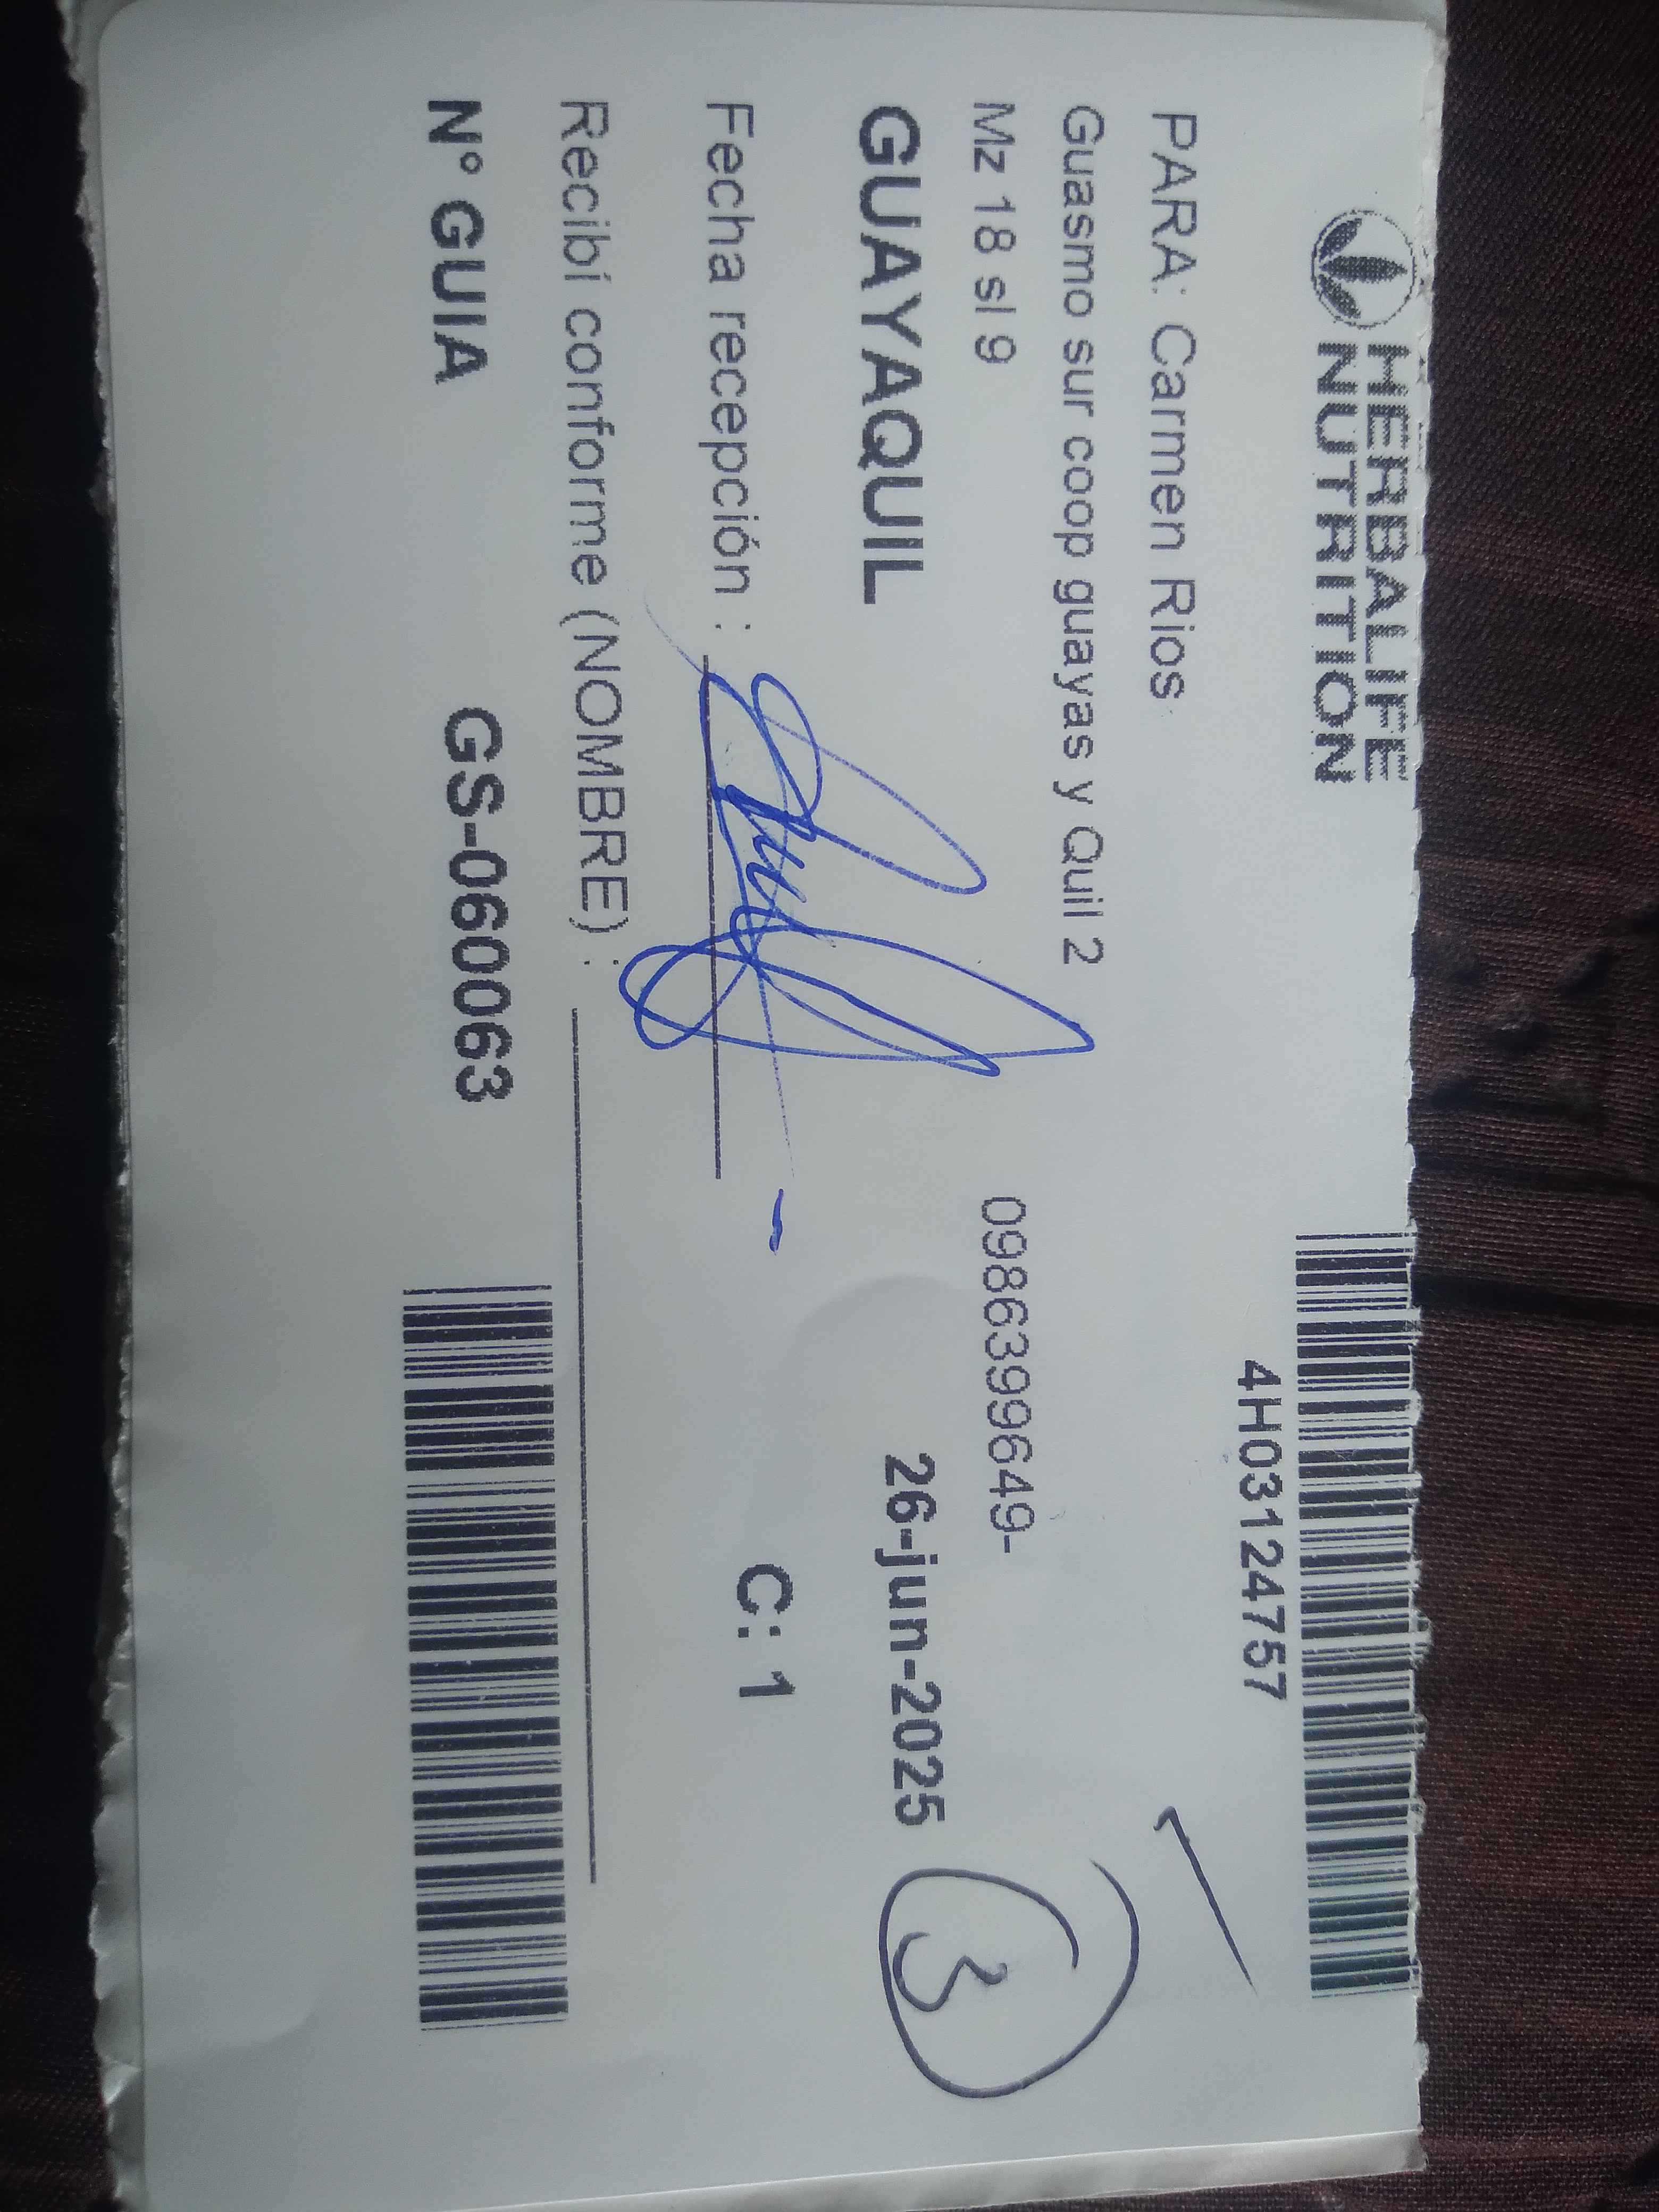 HERBALIFE
NUTRITION
4H03124757
PARA: Carmen Rios
Guasmo sur coop guayas y Quil 2
Mz 18 sl 9 0986399649-
GUAYAQUIL 26-jun-2025 3
Fecha recepción : C: 1
Recibí conforme (NOMBRE) :
N° GUIA GS-060063